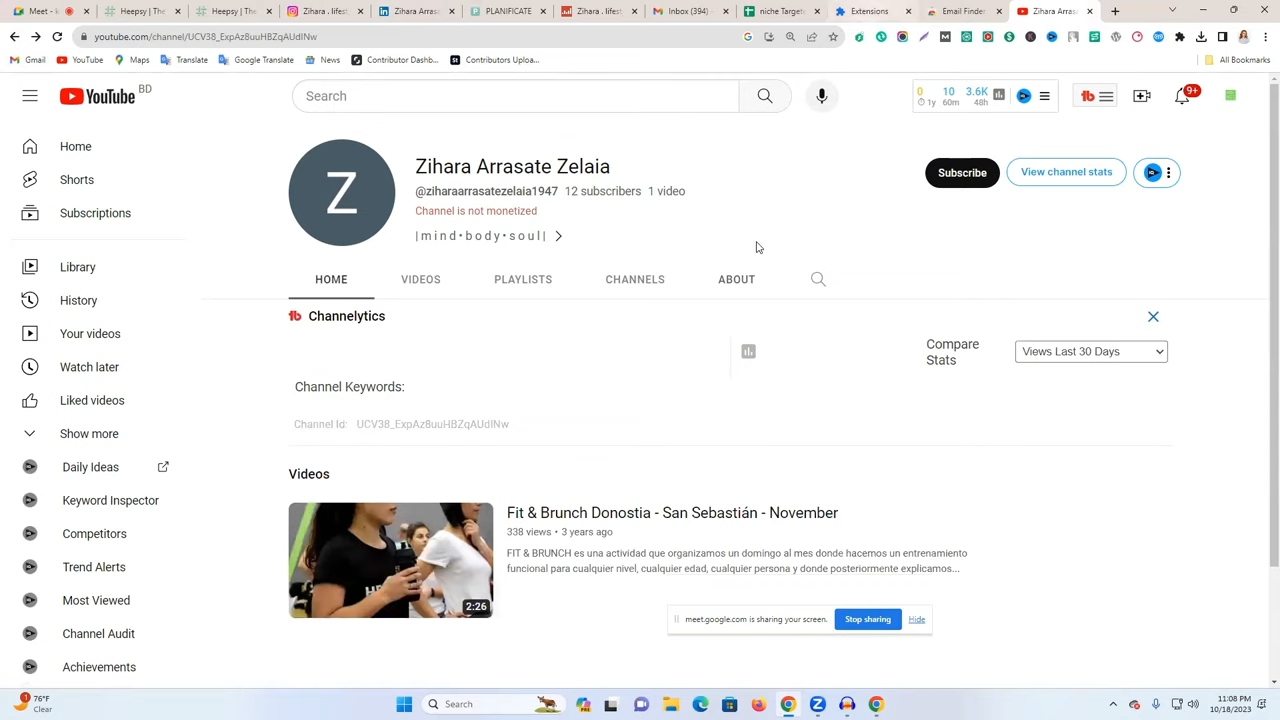 Meet - k
Heepsy | The
Heepsy | The
Zihara . lifes
Zihara Arras
PLANIFICATE
Zihara . lifest
Inbox (394)
niche Target
Extensions
Email Finder
Zihara Arras
youtube.com/channel/UCV38_ExpAz8uuHBZqAUdINw
Gmail YouTube Maps Translate Google Translate News Contributor Dashb... Contributor Uploa... All Bookmarks
YouTube BD
Search
0 10 3.6K
1y 60m 48h
9+
Home
Shorts
Subscriptions
Library
History
Your videos
Watch later
Liked videos
Show more
Daily Ideas
Keyword Inspector
Competitors
Trend Alerts
Most Viewed
Channel Audit
Achievements
Z
Zihara Arrasate Zelaia
@ziharaarrasatezelaia1947 12 subscribers 1 video
Channel is not monetized
| m i n d • b o d y • s o u l |
Subscribe
View channel stats
HOME VIDEOS PLAYLISTS CHANNELS ABOUT
tb Channelytics
Compare
Stats
Views Last 30 Days
Channel Keywords:
Channel Id: UCV38_ExpAz8uuHBZqAUdINw
Videos
2:26
Fit & Brunch Donostia - San Sebastián - November
338 views • 3 years ago
FIT & BRUNCH es una actividad que organizamos un domingo al mes donde hacemos un entrenamiento
funcional para cualquier nivel, cualquier edad, cualquier persona y donde posteriormente explicamos...
meet.google.com is sharing your screen. Stop sharing Hide
1
76°F
Clear
Search
11:08 PM
10/18/2023